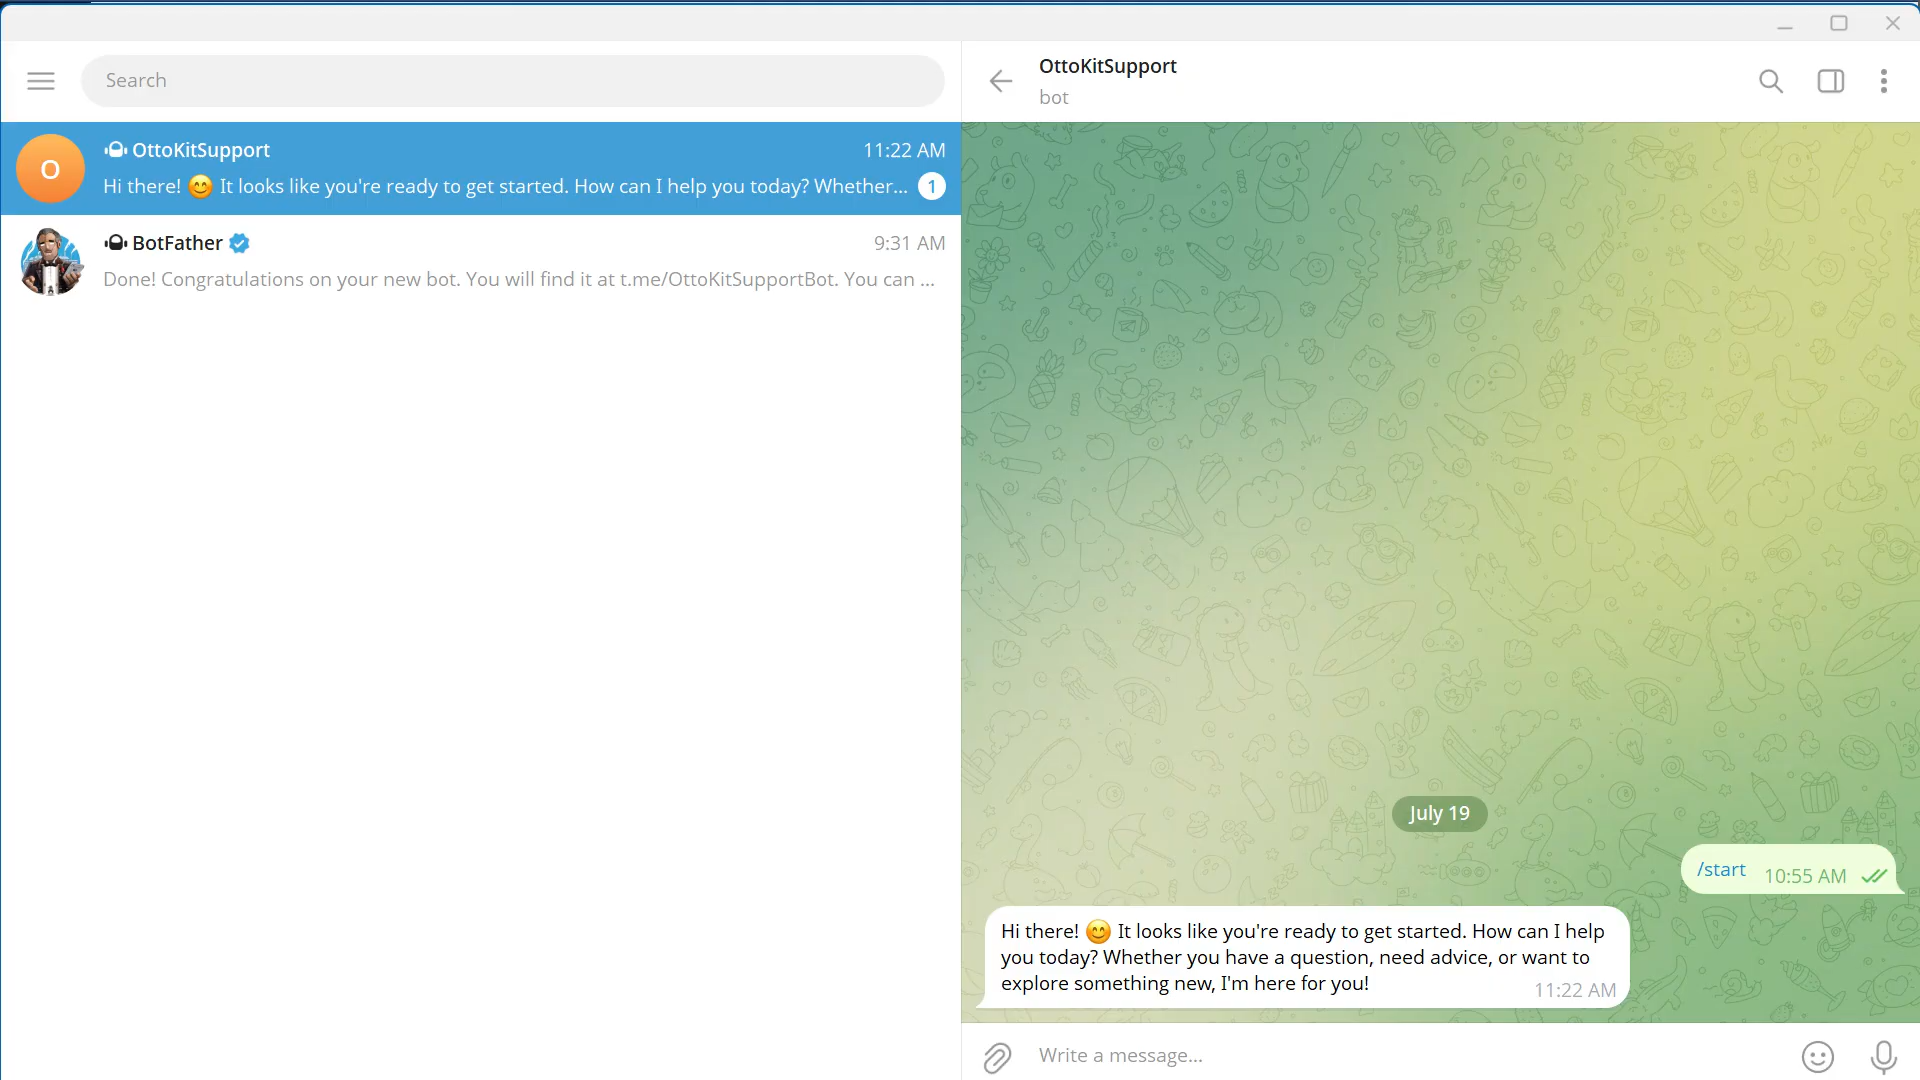 Search
O
OttoKitSupport
11:22 AM
Hi there! 😊 It looks like you're ready to get started. How can I help you today? Whether...
1
BotFather
9:31 AM
Done! Congratulations on your new bot. You will find it at t.me/OttoKitSupportBot. You can ...
OttoKitSupport
bot
July 19
/start
10:55 AM
Hi there! 😊 It looks like you're ready to get started. How can I help
you today? Whether you have a question, need advice, or want to
explore something new, I'm here for you!
11:22 AM
Write a message...